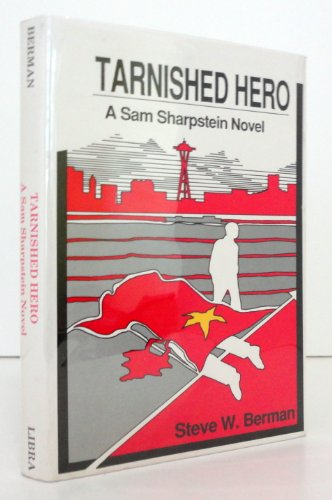 BERMAN
TARNISHED HERO
A Sam Sharpstein Novel
LIBRA
TARNISHED HERO
A Sam Sharpstein Novel
Steve W. Berman